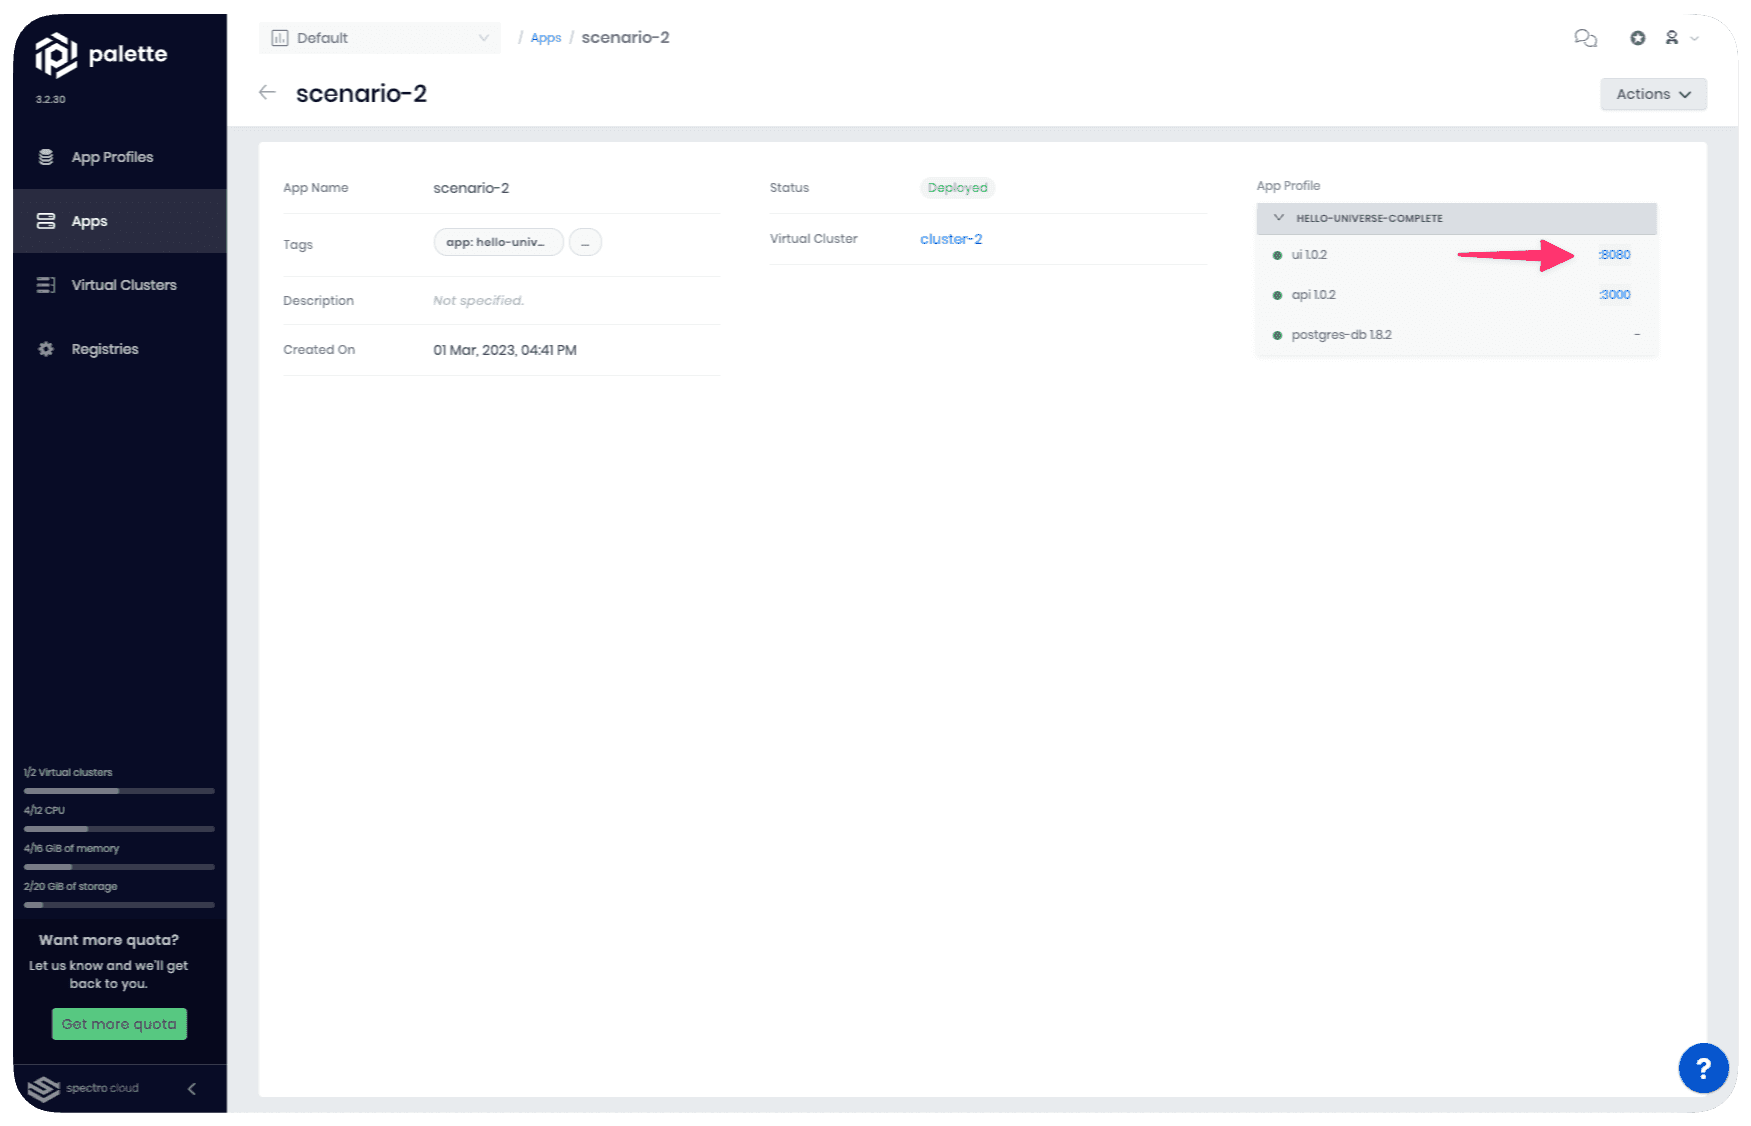 palette
3.2.30
App Profiles
Apps
Virtual Clusters
Registries
1/2 Virtual clusters
4/12 CPU
4/16 GiB of memory
2/20 GiB of storage
Want more quota?
Let us know and we'll get
back to you.
Get more quota
spectro cloud
Default
/ Apps / scenario-2
scenario-2
Actions
App Name scenario-2
Tags app: hello-univ... ...
Description Not specified.
Created On 01 Mar, 2023, 04:41 PM
Status Deployed
Virtual Cluster cluster-2
App Profile
HELLO-UNIVERSE-COMPLETE
ui 1.0.2 :8080
api 1.0.2 :3000
postgres-db 1.8.2 -
?